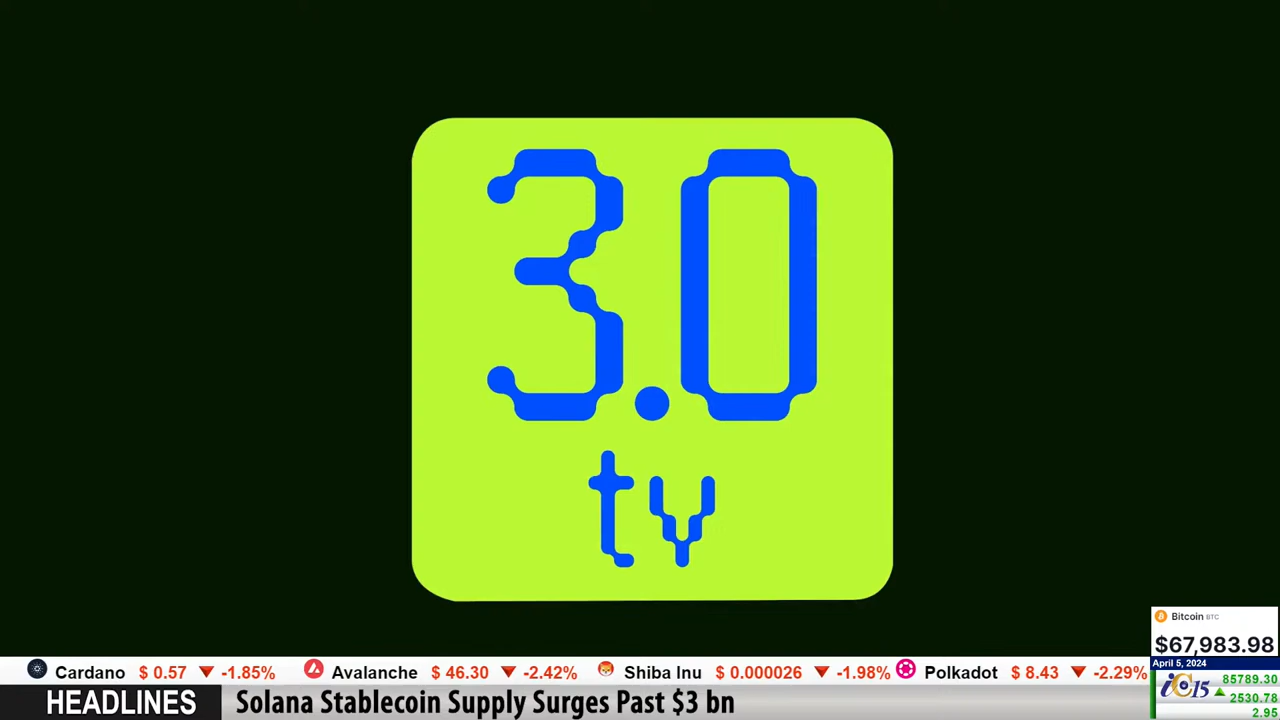 3.0
tv
Bitcoin BTC
$67,983.98
Cardano $ 0.57 -1.85% Avalanche $ 46.30 -2.42% Shiba Inu $ 0.000026 -1.98% Polkadot $ 8.43 -2.29%
April 5, 2024
HEADLINES Solana Stablecoin Supply Surges Past $3 bn
IC15
85789.30
2530.78
2.95